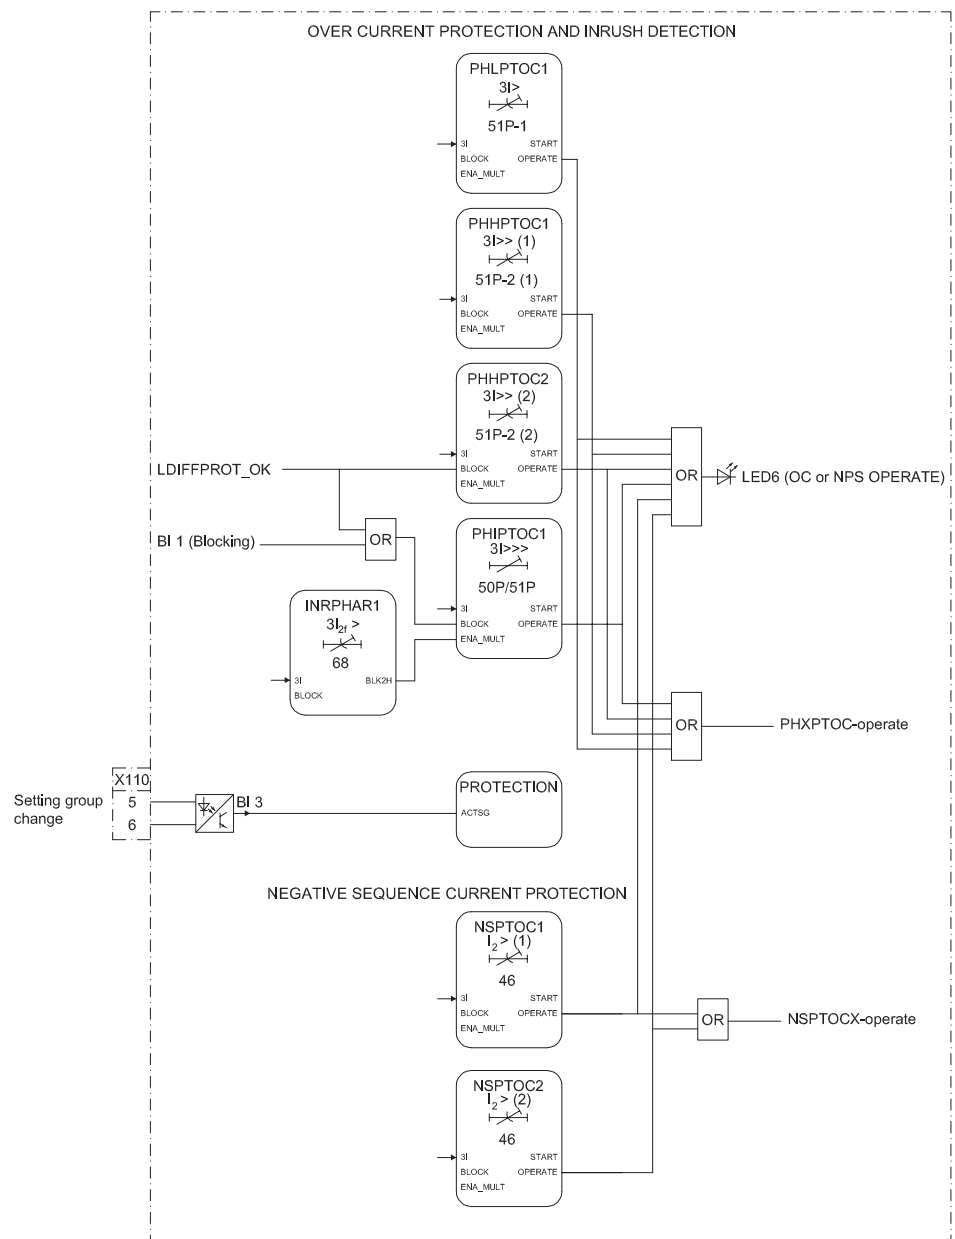 OVER CURRENT PROTECTION AND INRUSH DETECTION
PHLPTOC1
3I>
51P-1
3I START
BLOCK OPERATE
ENA_MULT
PHHPTOC1
3I>> (1)
51P-2 (1)
3I START
BLOCK OPERATE
ENA_MULT
PHHPTOC2
3I>> (2)
51P-2 (2)
3I START
BLOCK OPERATE
ENA_MULT
LDIFFPROT_OK
OR
LED6 (OC or NPS OPERATE)
BI 1 (Blocking)
OR
PHIPTOC1
3I>>>
50P/51P
3I START
BLOCK OPERATE
ENA_MULT
INRPHAR1
3I2f >
68
3I BLK2H
BLOCK
OR
PHXPTOC-operate
X110
Setting group
change
5
6
BI 3
PROTECTION
ACTSG
NEGATIVE SEQUENCE CURRENT PROTECTION
NSPTOC1
I2 > (1)
46
3I START
BLOCK OPERATE
ENA_MULT
OR
NSPTOCX-operate
NSPTOC2
I2 > (2)
46
3I START
BLOCK OPERATE
ENA_MULT